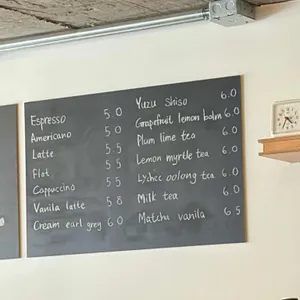 Espresso 5.0
Americano 5.0
Latte 5.5
Flat 5.5
Cappuccino 5.5
Vanilla latte 5.8
Cream earl grey 6.0
Yuzu Shiso 6.0
Grapefruit lemon balm 6.0
Plum lime tea 6.0
Lemon myrtle tea 6.0
Lychee oolong tea 6.0
Milk tea 6.0
Matcha vanila 6.5